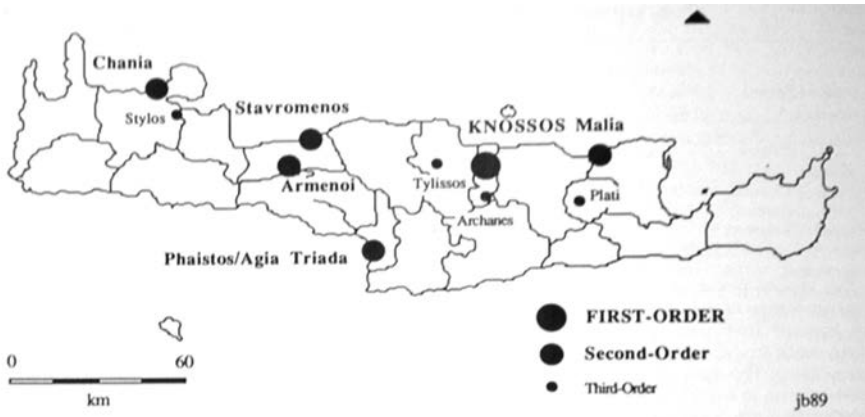 Chania
Stavromenos
Stylos
KNOSSOS Malia
Armenoi
Tylissos
Plati
Archanes
Phaistos/Agia Triada
FIRST-ORDER
Second-Order
Third-Order
0 60
km
jb89